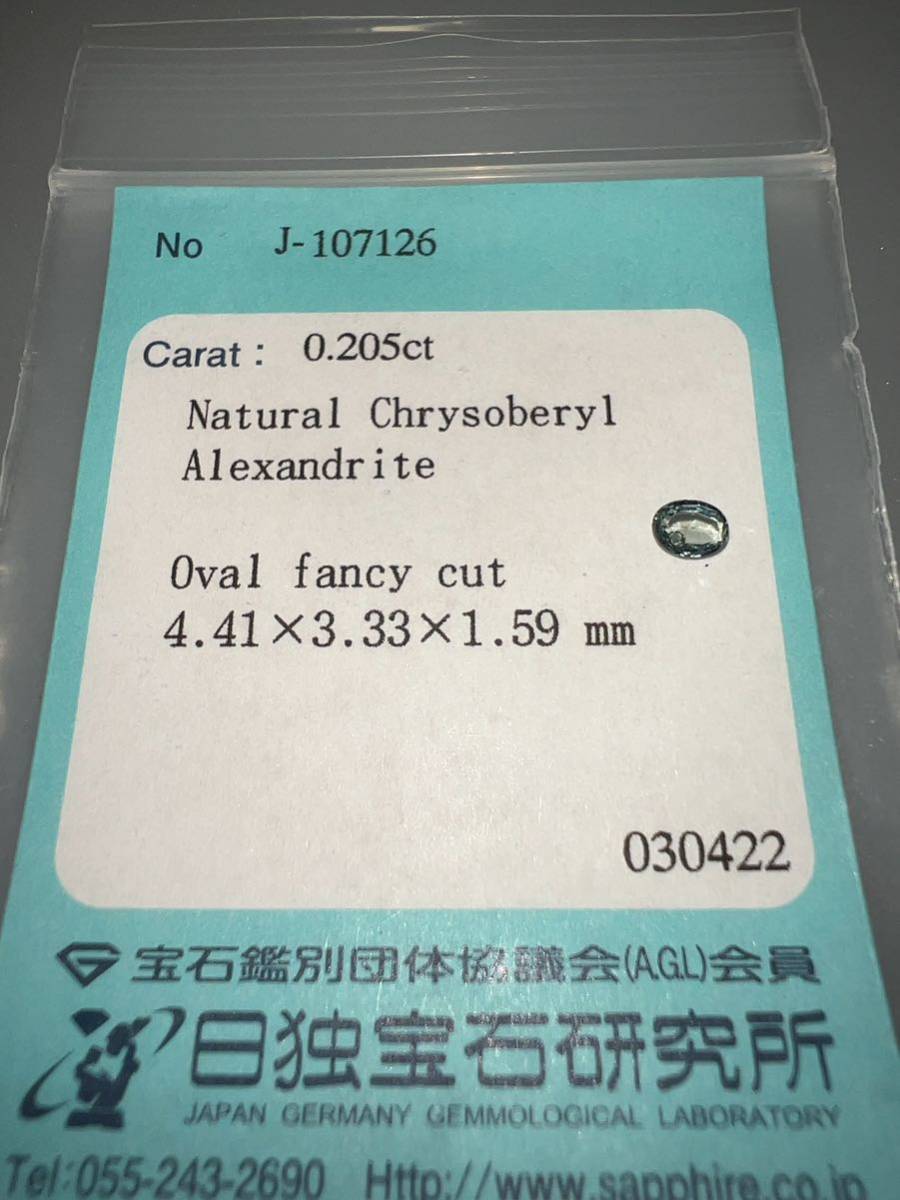 No J-107126
Carat : 0.205ct
Natural Chrysoberyl
Alexandrite
Oval fancy cut
4.41×3.33×1.59 mm
030422
宝石鑑別団体協議会(A.G.L)会員
日独宝石研究所
JAPAN GERMANY GEMMOLOGICAL LABORATORY
Tel:055-243-2690 Http://www.sapphire.co.jp